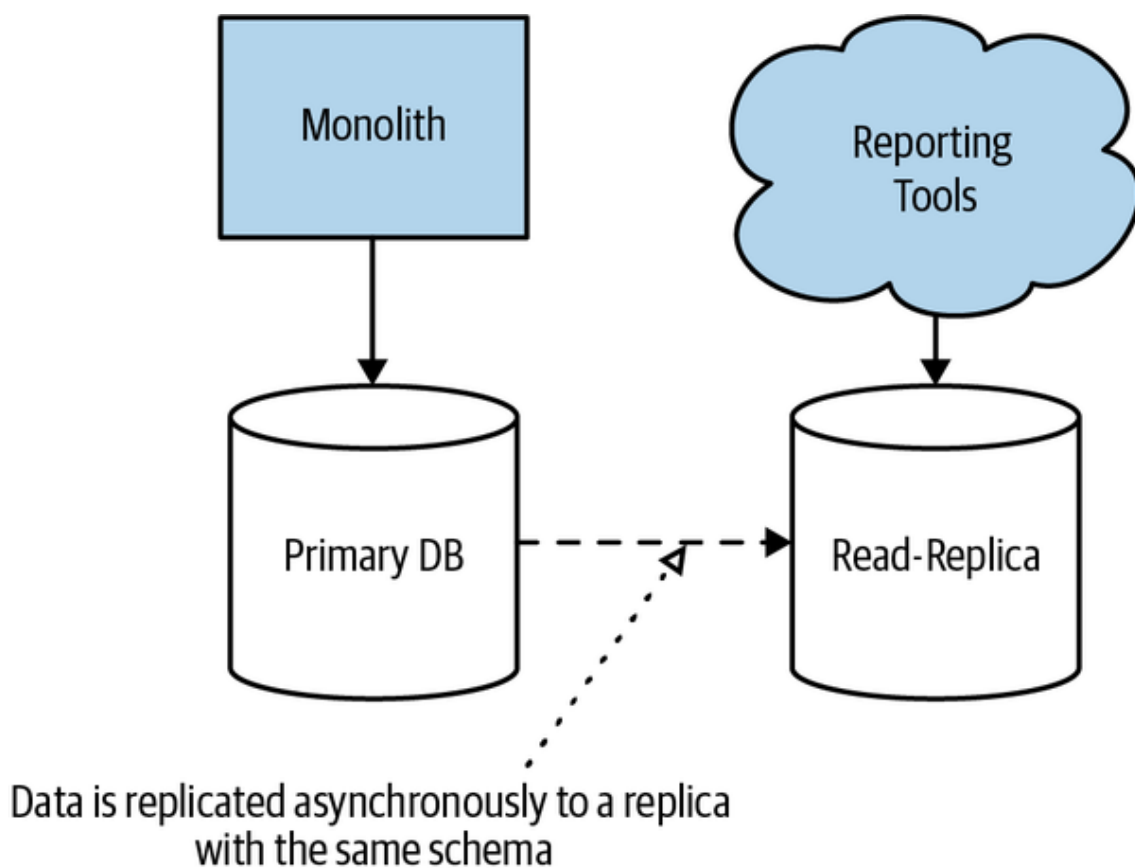 Monolith
Reporting
Tools
Primary DB
Read-Replica
Data is replicated asynchronously to a replica
with the same schema